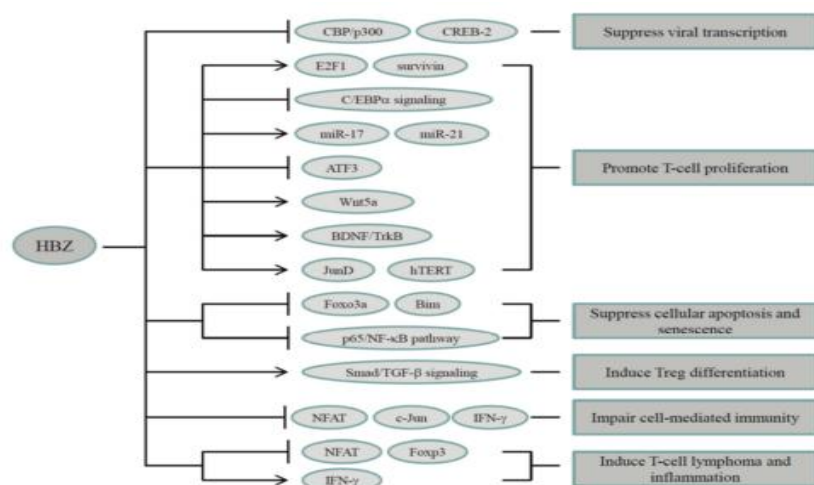 CBP/p300 CREB-2 Suppress viral transcription
E2F1 survivin
C/EBPα signaling
miR-17 miR-21
ATF3 Promote T-cell proliferation
Wnt5a
HBZ BDNF/TrkB
JunD hTERT
Foxo3a Bim Suppress cellular apoptosis and
senescence
p65/NF-κB pathway
Smad/TGF-β signaling Induce Treg differentiation
NFAT c-Jun IFN-γ Impair cell-mediated immunity
NFAT Foxp3 Induce T-cell lymphoma and
inflammation
IFN-γ